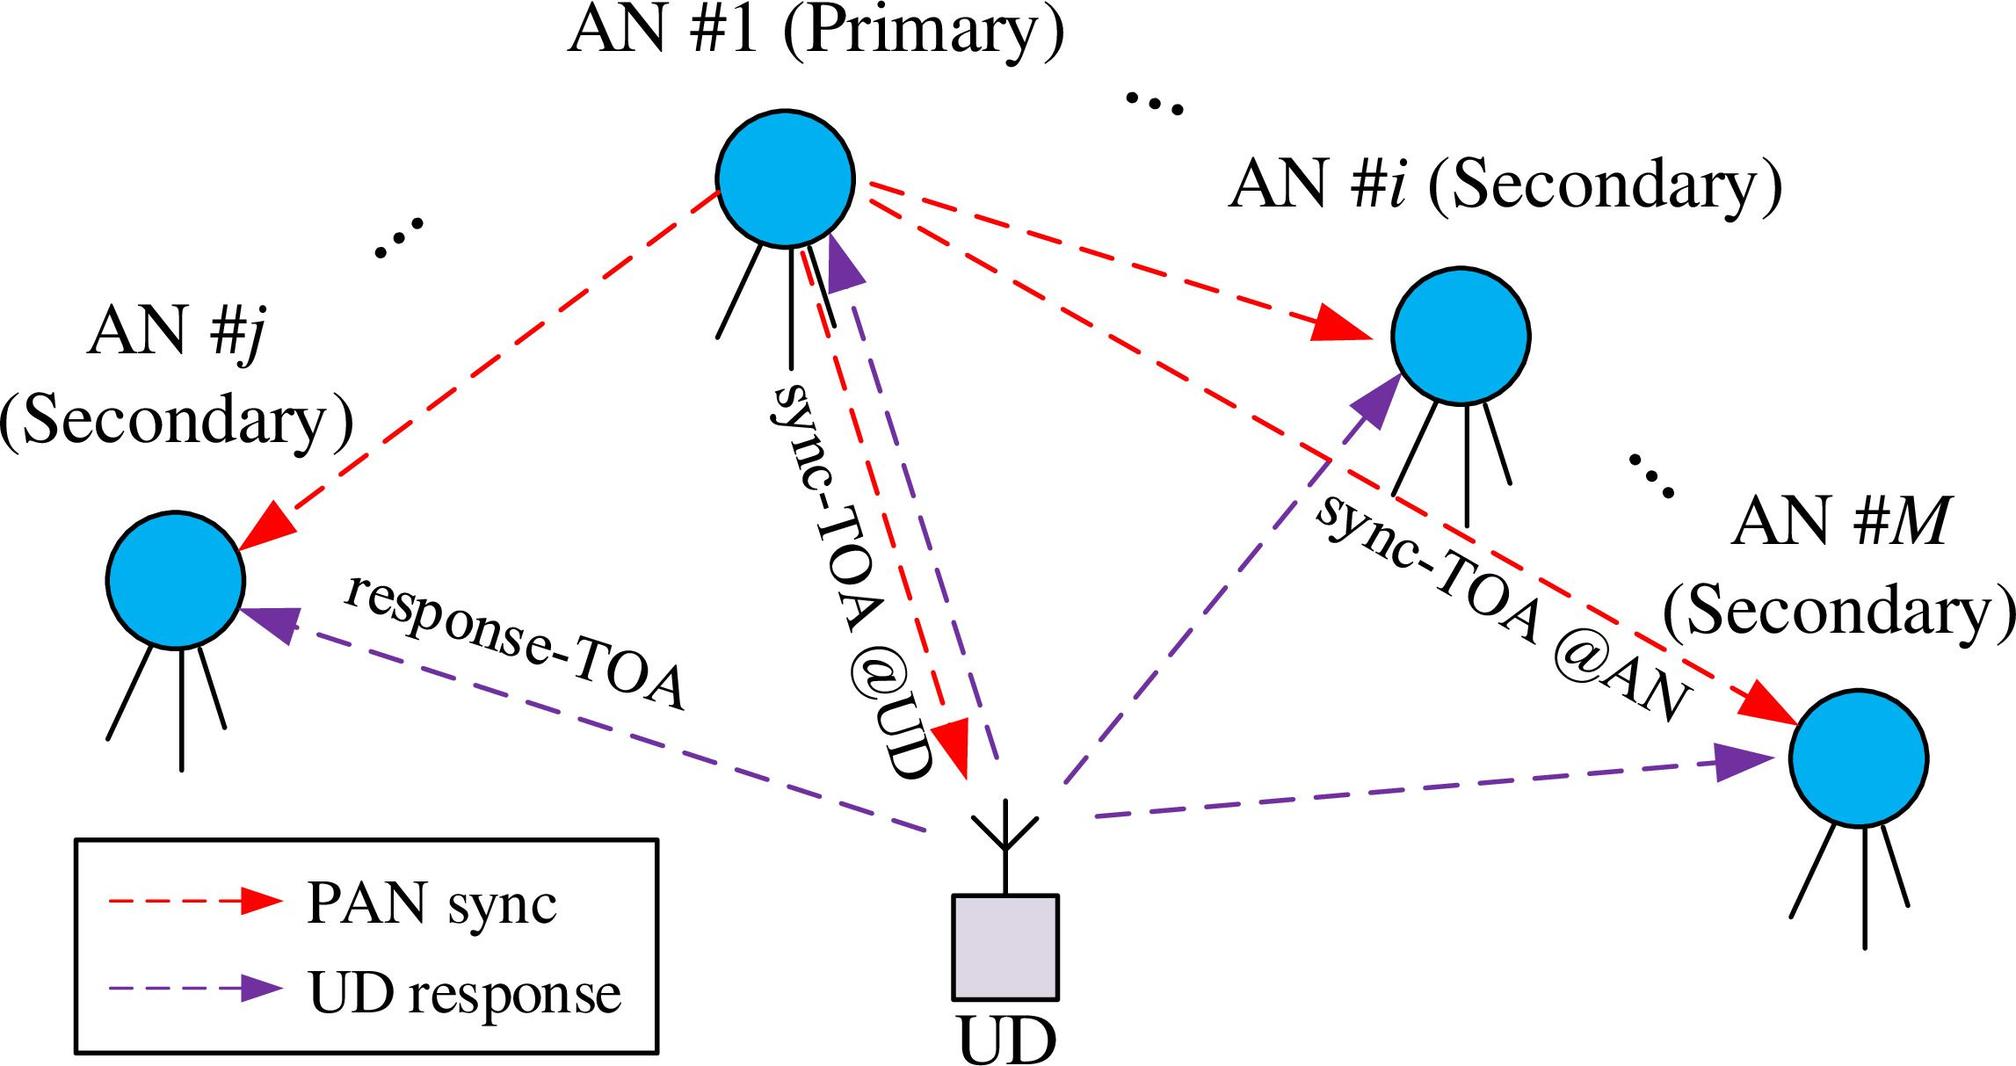 AN #1 (Primary)
AN #i (Secondary)
AN #j
(Secondary)
AN #M
(Secondary)
sync-TOA @UD
sync-TOA @AN
response-TOA
PAN sync
UD response
UD